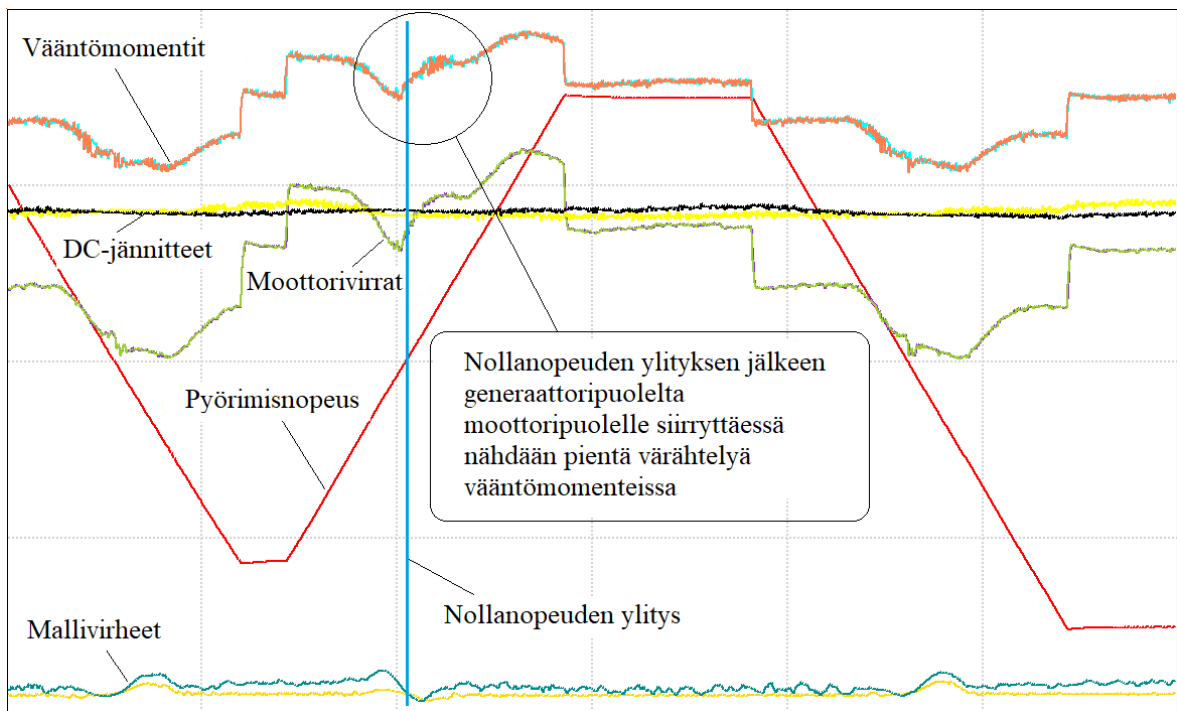 Vääntömomentit
DC-jännitteet
Moottorivirrat
Pyörimisnopeus
Nollanopeuden ylityksen jälkeen
generaattoripuolelta
moottoripuolelle siirryttäessä
nähdään pientä värähtelyä
vääntömomenteissa
Nollanopeuden ylitys
Mallivirheet